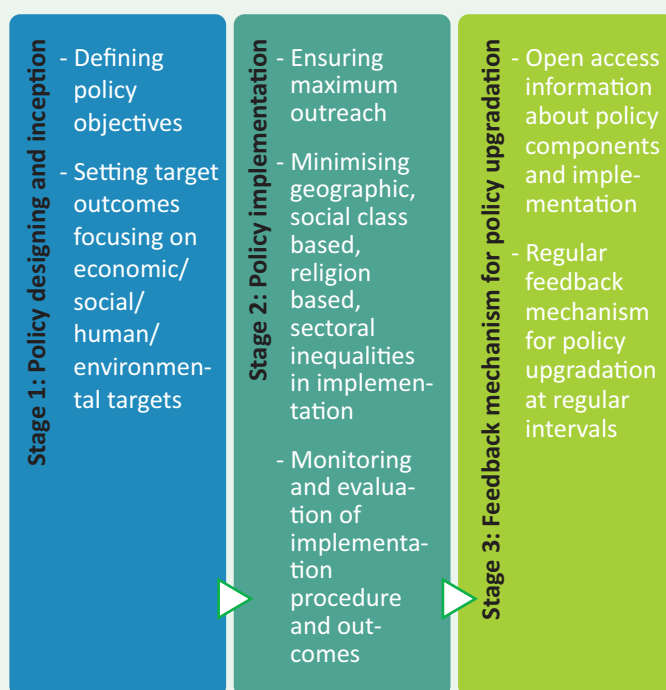 Stage 1: Policy designing and inception
- Defining
policy
objectives
- Setting target
outcomes
focusing on
economic/
social/
human/
environmen-
tal targets
Stage 2: Policy implementation
- Ensuring
maximum
outreach
- Minimising
geographic,
social class
based,
religion
based,
sectoral
inequalities
in implemen-
tation
- Monitoring
and evalua-
tion of
implementa-
tion
procedure
and out-
comes
Stage 3: Feedback mechanism for policy upgradation
- Open access
information
about policy
components
and imple-
mentation
- Regular
feedback
mechanism
for policy
upgradation
at regular
intervals